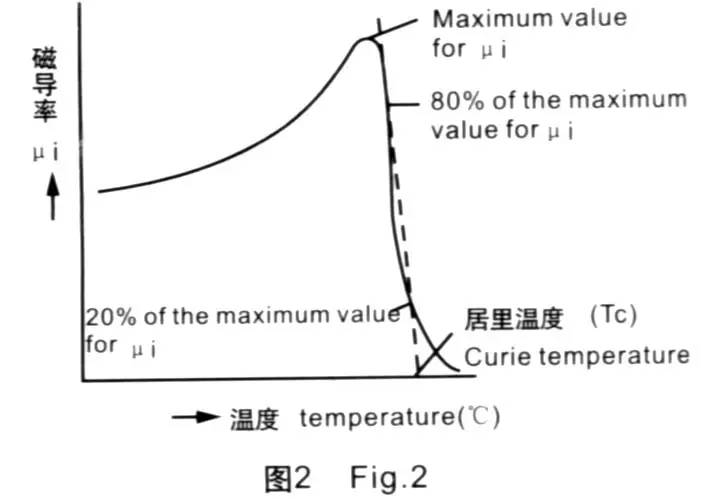 Maximum value
for μi
磁导率 μi
80% of the maximum
value for μi
20% of the maximum value
for μi
居里温度 (Tc)
Curie temperature
温度 temperature(℃)
图2 Fig.2